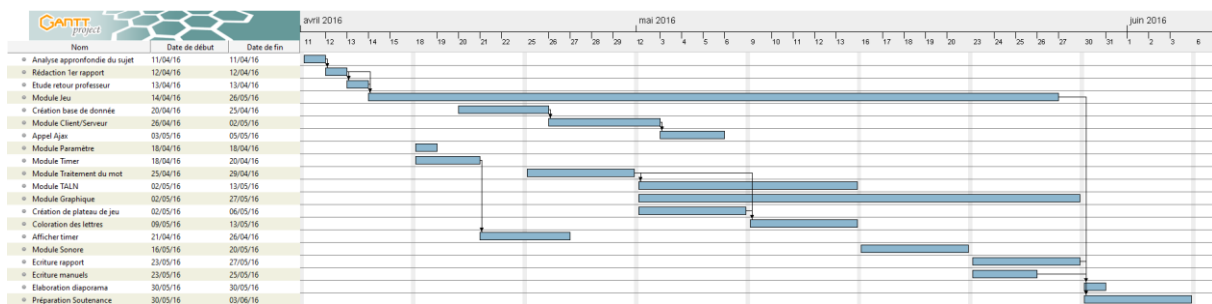 GANTT project
avril 2016 mai 2016 juin 2016
Nom Date de début Date de fin
11 12 13 14 15 18 19 20 21 22 25 26 27 28 29 2 3 4 5 6 9 10 11 12 13 16 17 18 19 20 23 24 25 26 27 30 31 1 2 3 6
Analyse appronfondie du sujet 11/04/16 11/04/16
Rédaction 1er rapport 12/04/16 12/04/16
Etude retour professeur 13/04/16 13/04/16
Module Jeu 14/04/16 26/05/16
Création base de donnée 20/04/16 25/04/16
Module Client/Serveur 26/04/16 02/05/16
Appel Ajax 03/05/16 05/05/16
Module Paramètre 18/04/16 18/04/16
Module Timer 18/04/16 20/04/16
Module Traitement du mot 25/04/16 29/04/16
Module TALN 02/05/16 13/05/16
Module Graphique 02/05/16 27/05/16
Création de plateau de jeu 02/05/16 06/05/16
Coloration des lettres 09/05/16 13/05/16
Afficher timer 21/04/16 26/04/16
Module Sonore 16/05/16 20/05/16
Ecriture rapport 23/05/16 27/05/16
Ecriture manuels 23/05/16 25/05/16
Elaboration diaporama 30/05/16 30/05/16
Préparation Soutenance 30/05/16 03/06/16